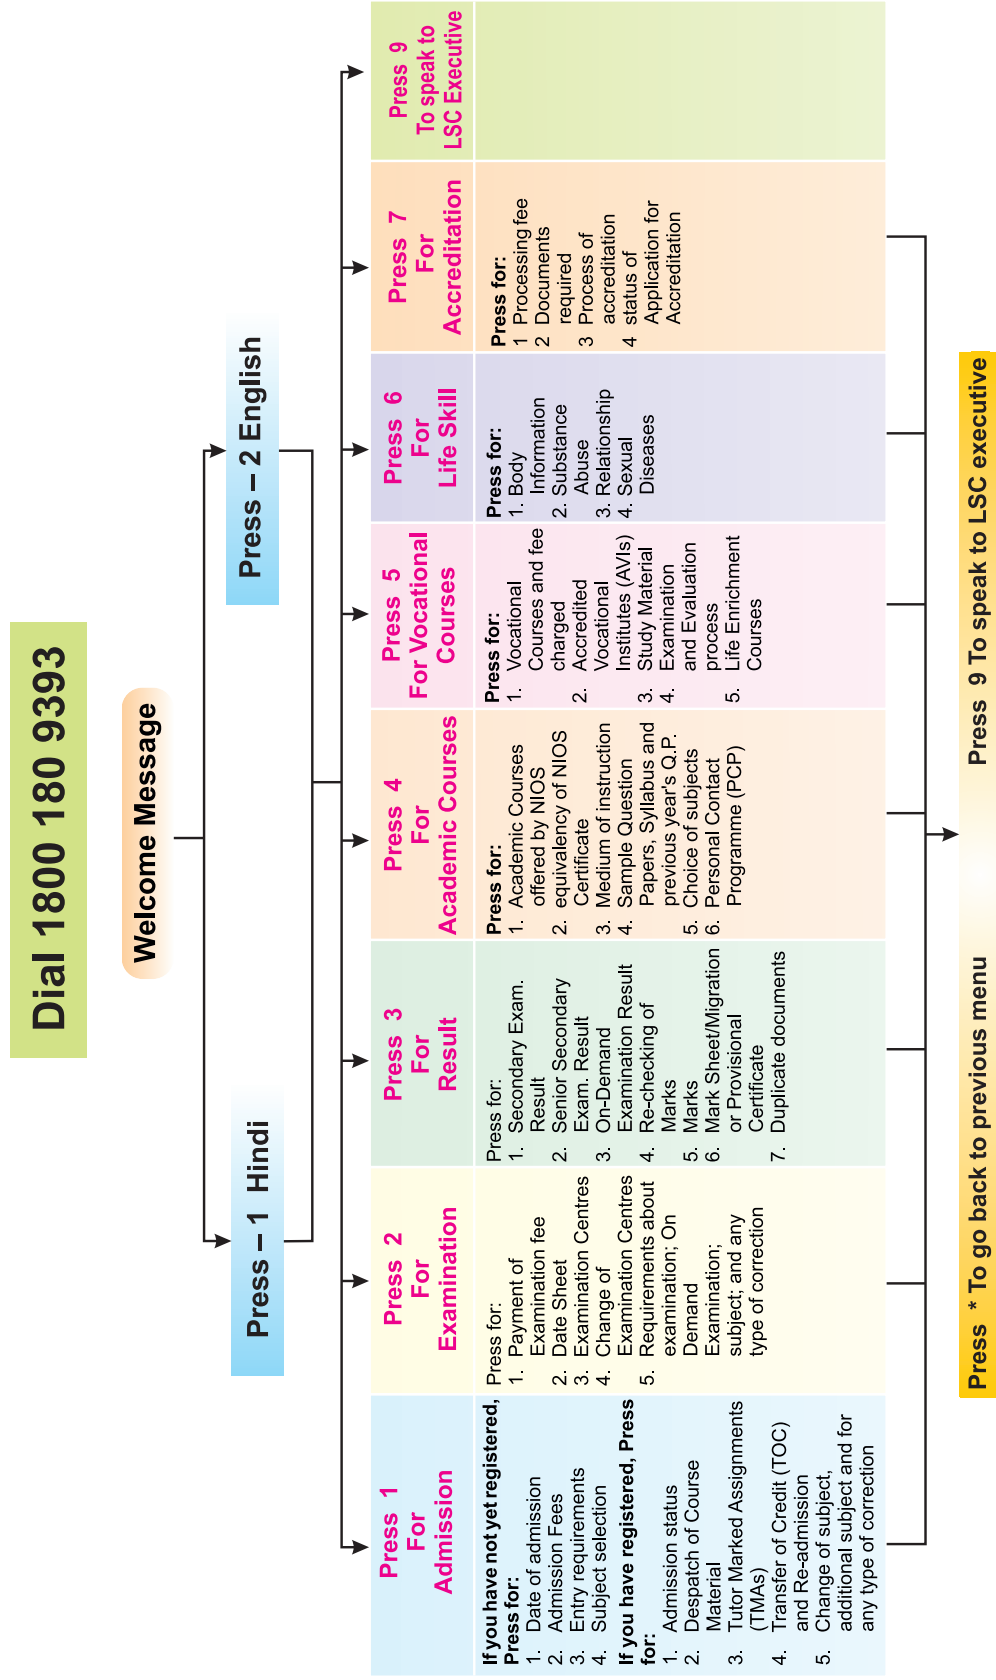 Dial 1800 180 9393
Welcome Message
Press – 1 Hindi
Press – 2 English
Press 1
For
Admission
If you have not yet registered,
Press for:
1. Date of admission
2. Admission Fees
3. Entry requirements
4. Subject selection
If you have registered, Press
for:
1. Admission status
2. Despatch of Course
Material
3. Tutor Marked Assignments
(TMAs)
4. Transfer of Credit (TOC)
and Re-admission
5. Change of subject,
additional subject and for
any type of correction
Press 2
For
Examination
Press for:
1. Payment of
Examination fee
2. Date Sheet
3. Examination Centres
4. Change of
Examination Centres
5. Requirements about
examination; On
Demand
Examination;
subject; and any
type of correction
Press 3
For
Result
Press for:
1. Secondary Exam.
Result
2. Senior Secondary
Exam. Result
3. On-Demand
Examination Result
4. Re-checking of
Marks
5. Marks
6. Mark Sheet/Migration
or Provisional
Certificate
7. Duplicate documents
Press 4
For
Academic Courses
Press for:
1. Academic Courses
offered by NIOS
2. equivalency of NIOS
Certificate
3. Medium of instruction
4. Sample Question
Papers, Syllabus and
previous year's Q.P.
5. Choice of subjects
6. Personal Contact
Programme (PCP)
Press 5
For Vocational
Courses
Press for:
1. Vocational
Courses and fee
charged
2. Accredited
Vocational
Institutes (AVIs)
3. Study Material
4. Examination
and Evaluation
process
5. Life Enrichment
Courses
Press 6
For
Life Skill
Press for:
1. Body
Information
2. Substance
Abuse
3. Relationship
4. Sexual
Diseases
Press 7
For
Accreditation
Press for:
1 Processing fee
2 Documents
required
3 Process of
accreditation
4 status of
Application for
Accreditation
Press 9
To speak to
LSC Executive
Press * To go back to previous menu
Press 9 To speak to LSC executive